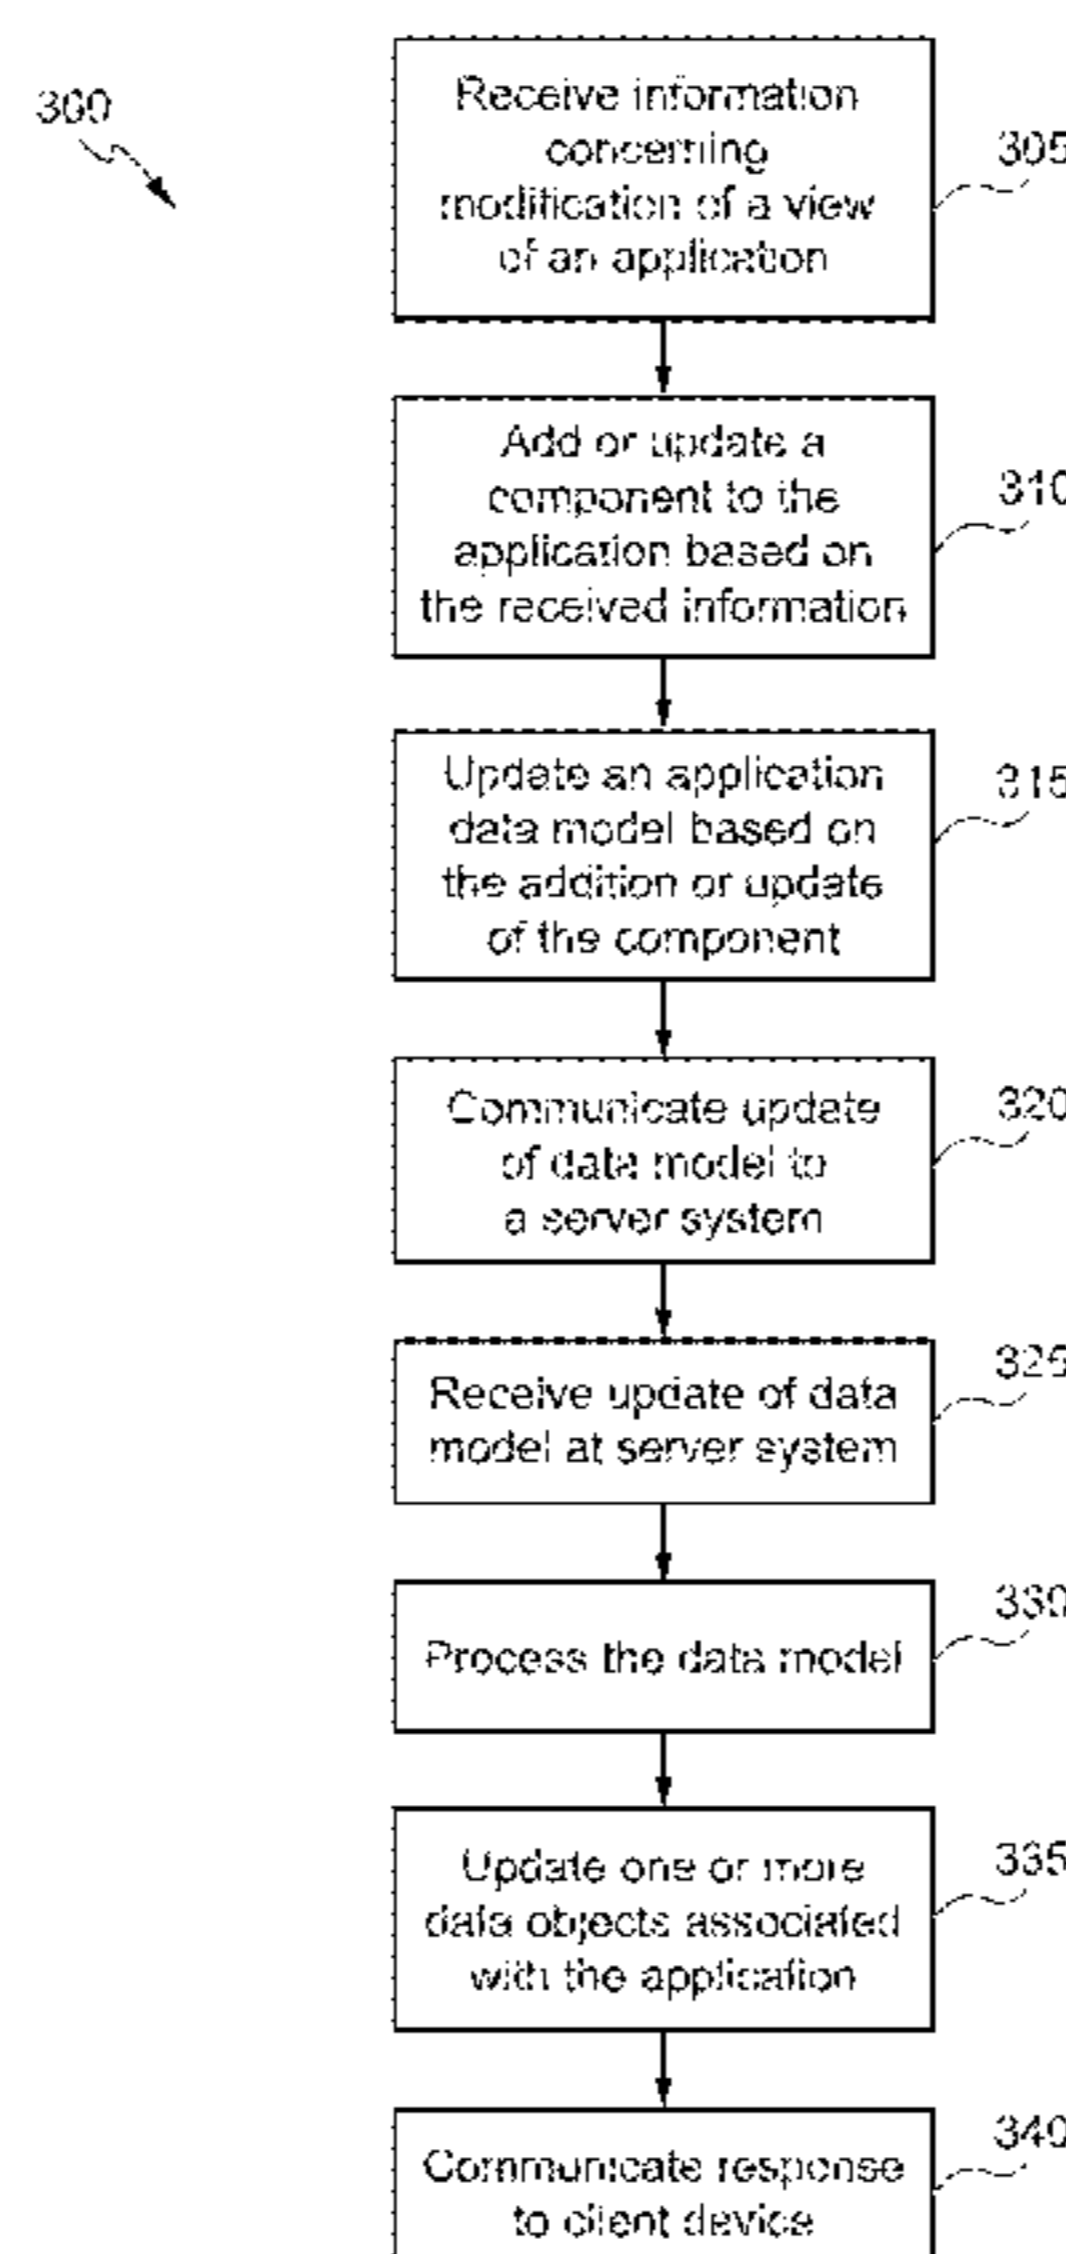 300
Receive information
concerning
modification of a view
of an application
305
Add or update a
component to the
application based on
the received information
310
Update an application
data model based on
the addition or update
of the component
315
Communicate update
of data model to
a server system
320
Receive update of data
model at server system
325
Process the data model
330
Update one or more
data objects associated
with the application
335
Communicate response
to client device
340